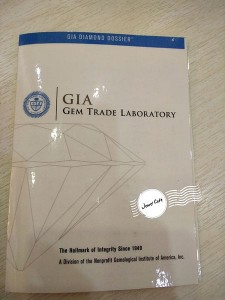 GIA DIAMOND DOSSIER™
GIA
GEM TRADE LABORATORY
The Hallmark of Integrity Since 1949
A Division of the Nonprofit Gemological Institute of America, Inc.